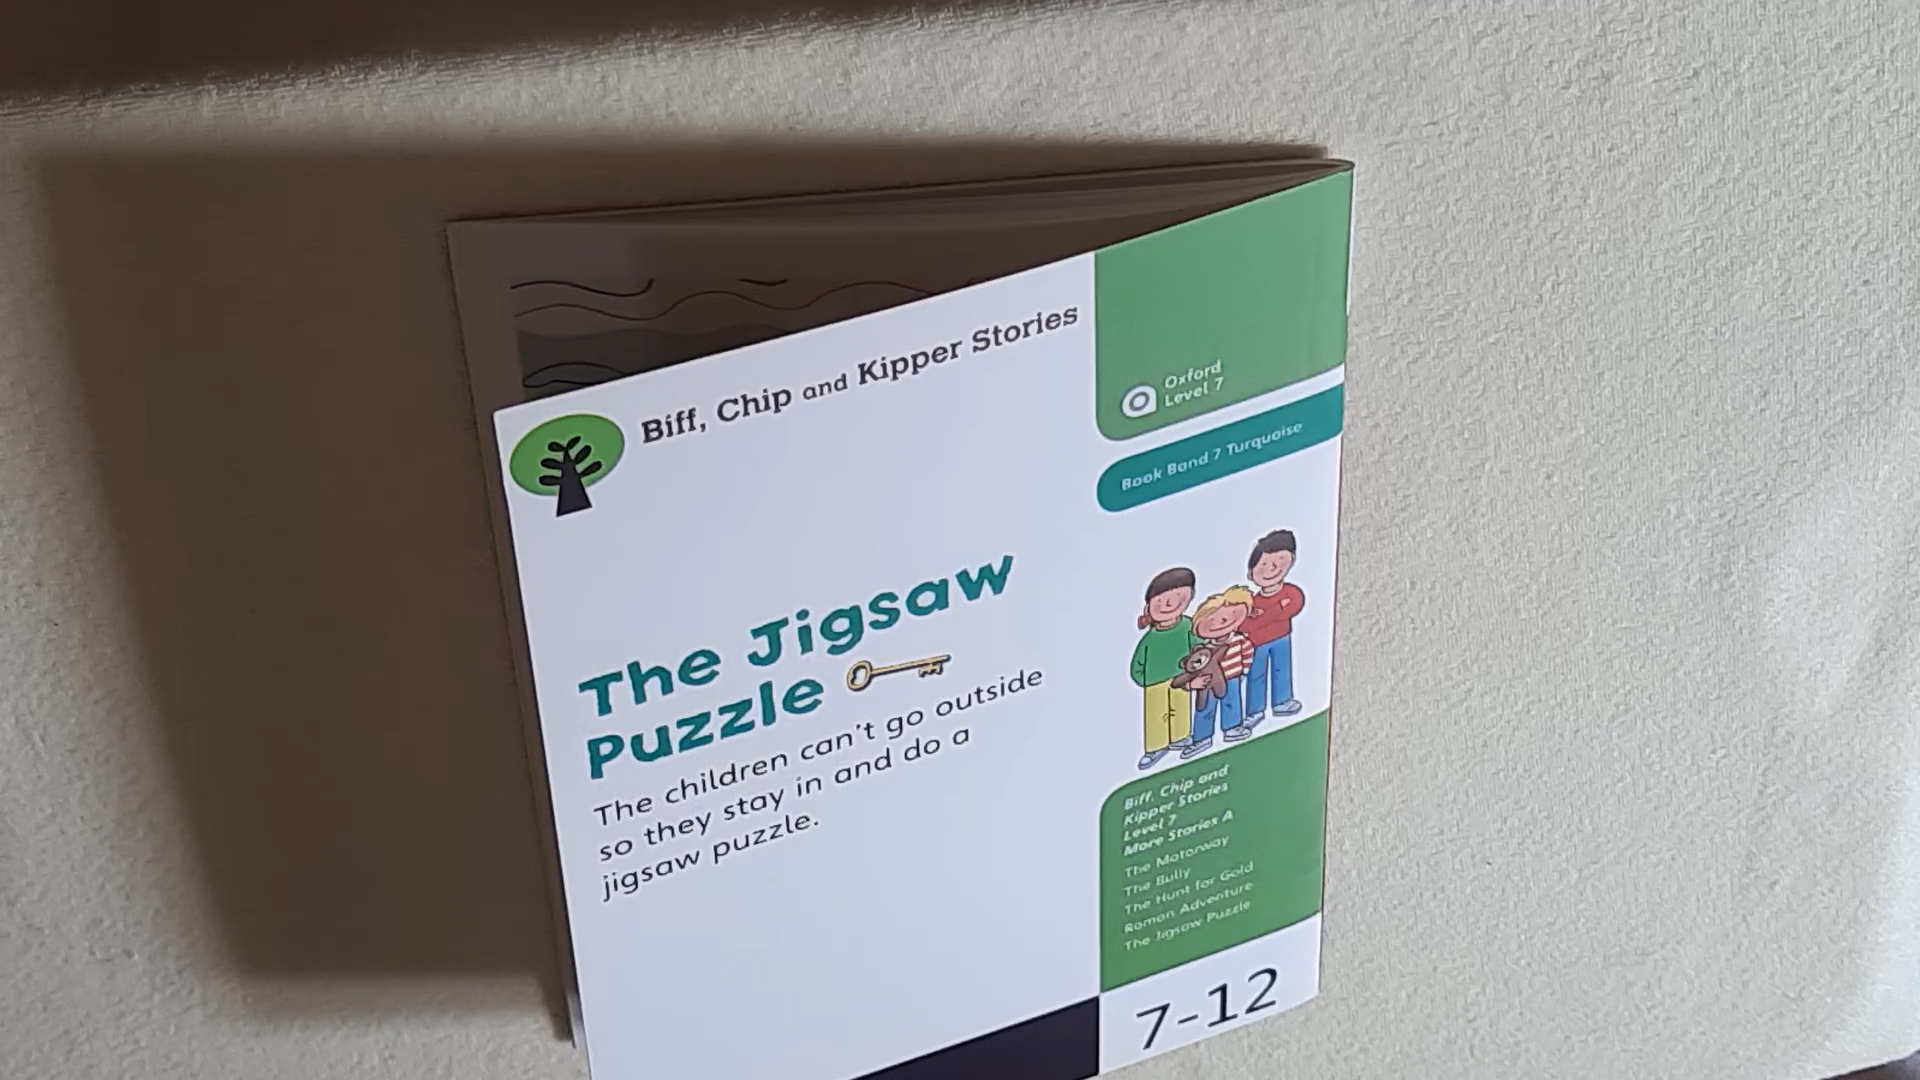 Biff, Chip and Kipper Stories
Oxford
Level 7
Book Band 7 Turquoise
The Jigsaw
Puzzle
The children can't go outside
so they stay in and do a
jigsaw puzzle.
Biff, Chip and
Kipper Stories
Level 7
More Stories A
The Motorway
The Bully
The Hunt for Gold
Roman Adventure
The Jigsaw Puzzle
7-12